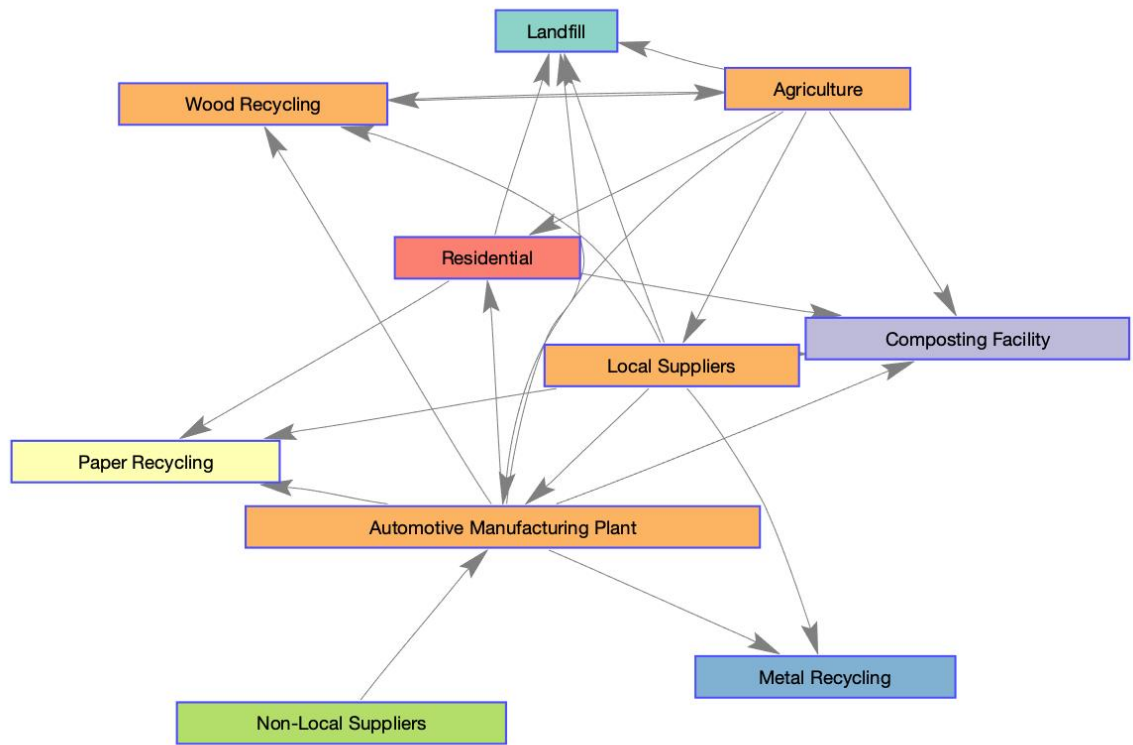 Landfill
Agriculture
Wood Recycling
Residential
Composting Facility
Local Suppliers
Paper Recycling
Automotive Manufacturing Plant
Metal Recycling
Non-Local Suppliers